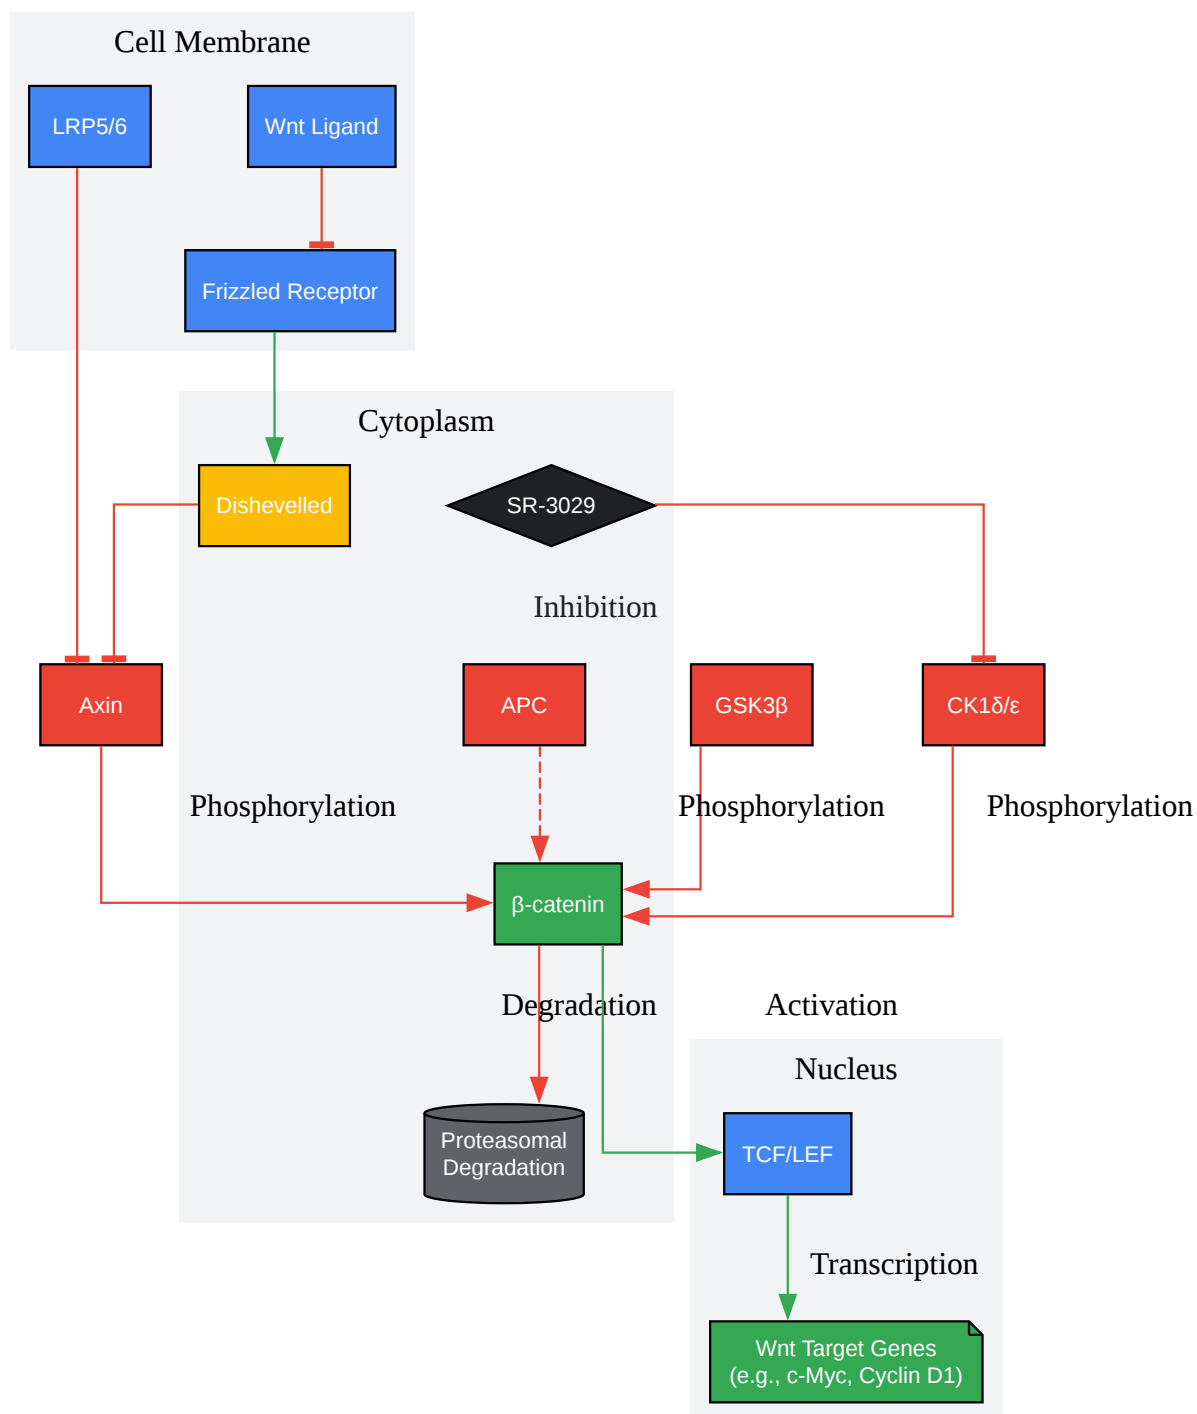 Cell Membrane
LRP5/6
Wnt Ligand
Frizzled Receptor
Cytoplasm
Dishevelled
SR-3029
Inhibition
Axin
APC
GSK3β
CK1δ/ε
Phosphorylation
Phosphorylation
Phosphorylation
β-catenin
Degradation
Activation
Nucleus
Proteasomal
Degradation
TCF/LEF
Transcription
Wnt Target Genes
(e.g., c-Myc, Cyclin D1)